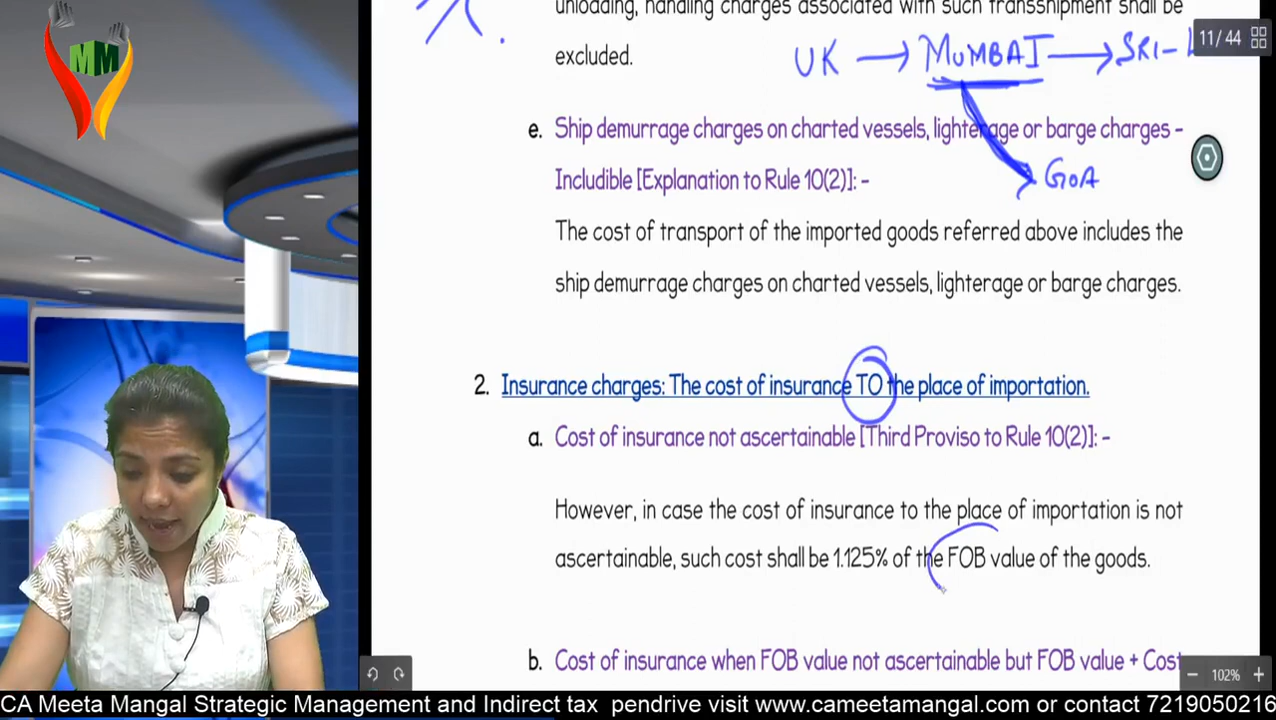 MM
unloading, handling charges associated with such transshipment shall be
excluded.
UK → MUMBAI → SRI-L
11 / 44
e. Ship demurrage charges on charted vessels, lighterage or barge charges -
Includible [Explanation to Rule 10(2)]: -
GOA
The cost of transport of the imported goods referred above includes the
ship demurrage charges on charted vessels, lighterage or barge charges.
2. Insurance charges: The cost of insurance TO the place of importation.
a. Cost of insurance not ascertainable [Third Proviso to Rule 10(2)]: -
However, in case the cost of insurance to the place of importation is not
ascertainable, such cost shall be 1.125% of the FOB value of the goods.
b. Cost of insurance when FOB value not ascertainable but FOB value + Cost
102%
CA Meeta Mangal Strategic Management and Indirect tax pendrive visit www.cameetamangal.com or contact 7219050216